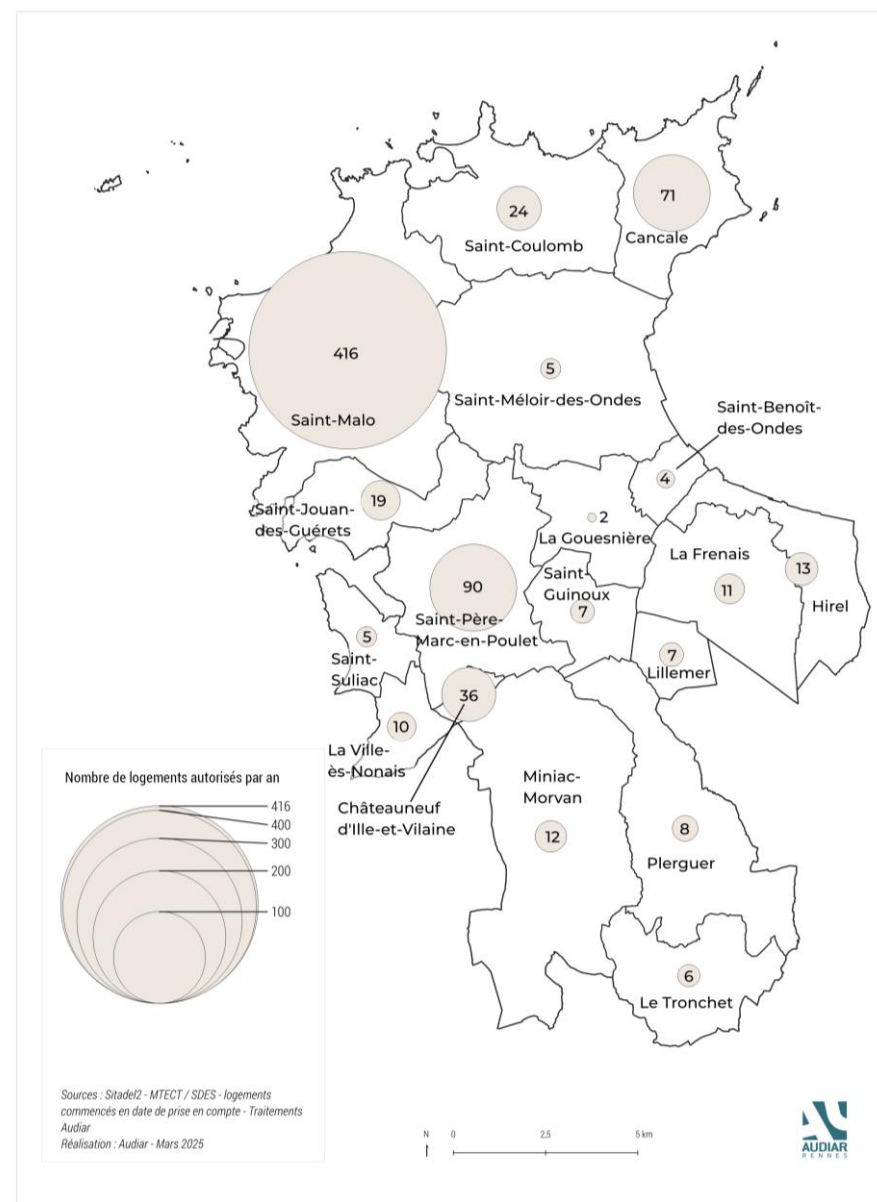 71
24
Cancale
Saint-Coulomb
416
5
Saint-Méloir-des-Ondes
Saint-Malo
Saint-Benoît-
des-Ondes
4
19
Saint-Jouan-
des-Guérets
2
La Gouesnière
La Frenais
13
11
Hirel
90
Saint-
Guinoux
7
Saint-Père-
Marc-en-Poulet
5
Saint-
Suliac
7
Lillemer
36
10
La Ville-
ès-Nonais
Châteauneuf
d'Ille-et-Vilaine
Miniac-
Morvan
12
8
Plerguer
6
Le Tronchet
Nombre de logements autorisés par an
416
400
300
200
100
Sources : Sitadel2 - MTECT / SDES - logements
commencés en date de prise en compte - Traitements
Audiar
Réalisation : Audiar - Mars 2025
N
0
2,5
5 km
AUDIAR
RENNES